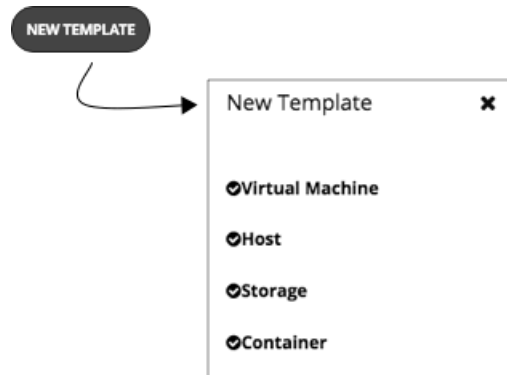 NEW TEMPLATE
New Template
Virtual Machine
Host
Storage
Container